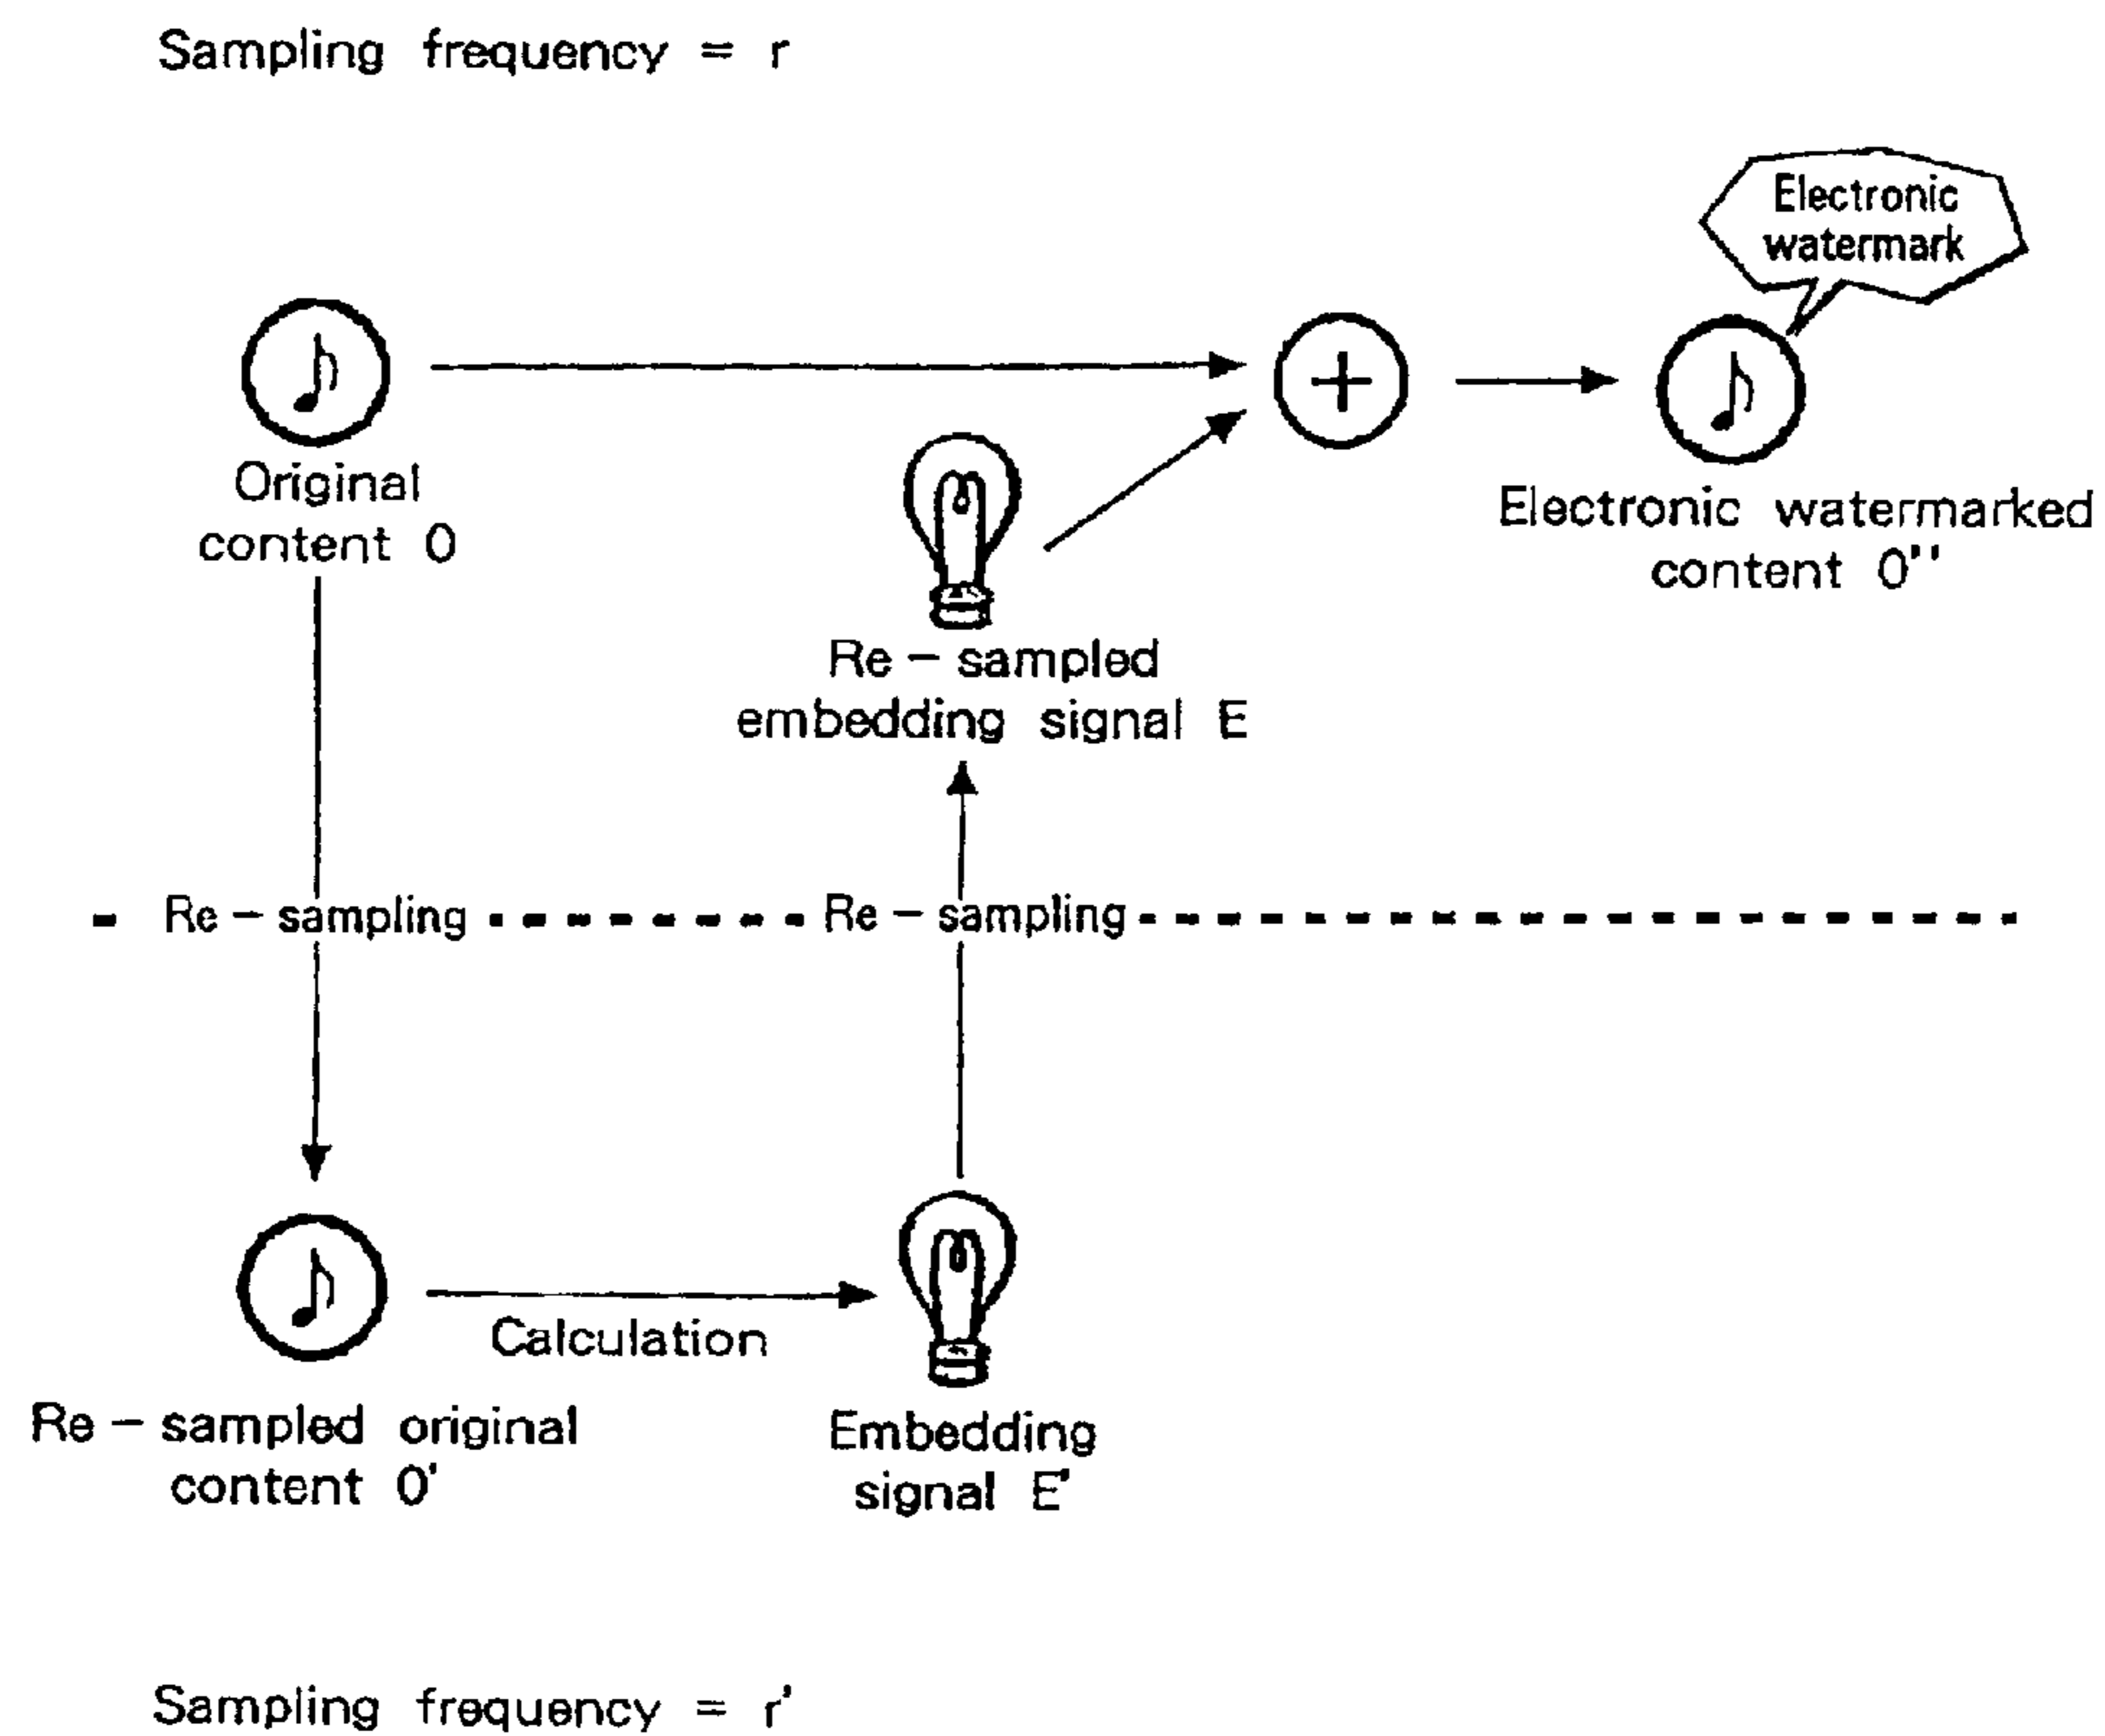 Sampling frequency = r
Electronic
watermark
Original
content O
Electronic watermarked
content O''
Re-sampled
embedding signal E
Re-sampling
Re-sampling
Calculation
Re-sampled original
content O'
Embedding
signal E'
Sampling frequency = r'